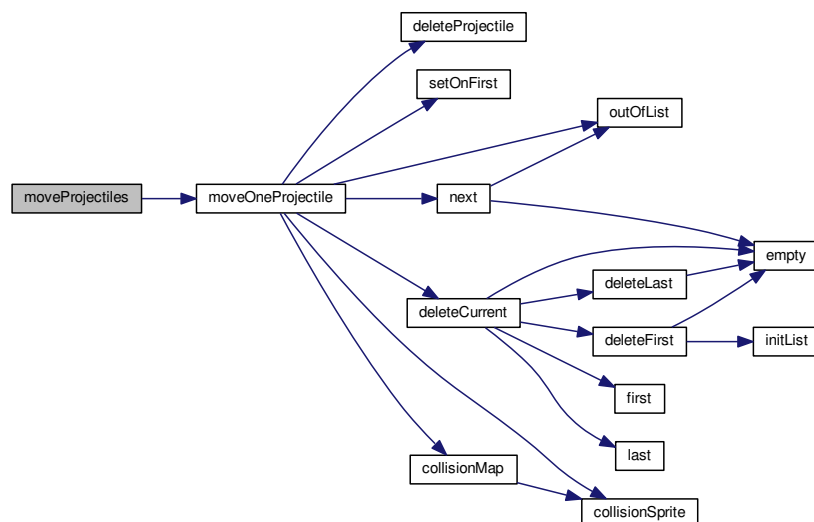 deleteProjectile
setOnFirst
outOfList
moveProjectiles
moveOneProjectile
next
empty
deleteLast
deleteCurrent
deleteFirst
initList
first
last
collisionMap
collisionSprite